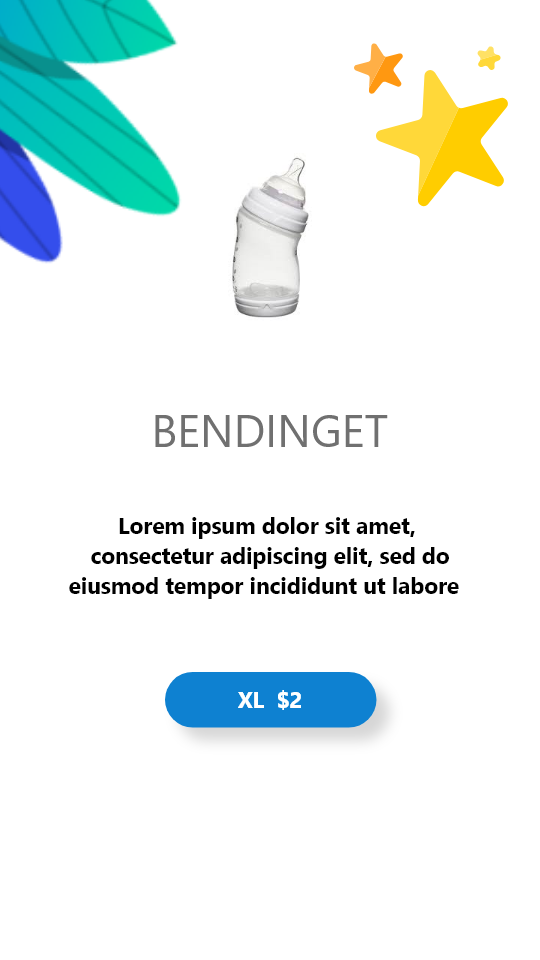 BENDINGET
Lorem ipsum dolor sit amet,
consectetur adipiscing elit, sed do
eiusmod tempor incididunt ut labore
XL $2